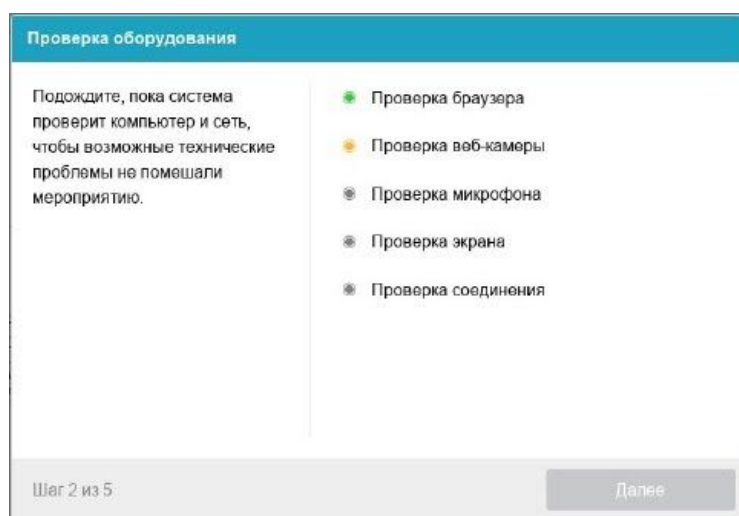 Проверка оборудования
Подождите, пока система
проверит компьютер и сеть,
чтобы возможные технические
проблемы не помешали
мероприятию.
Проверка браузера
Проверка веб-камеры
Проверка микрофона
Проверка экрана
Проверка соединения
Шаг 2 из 5
Далее